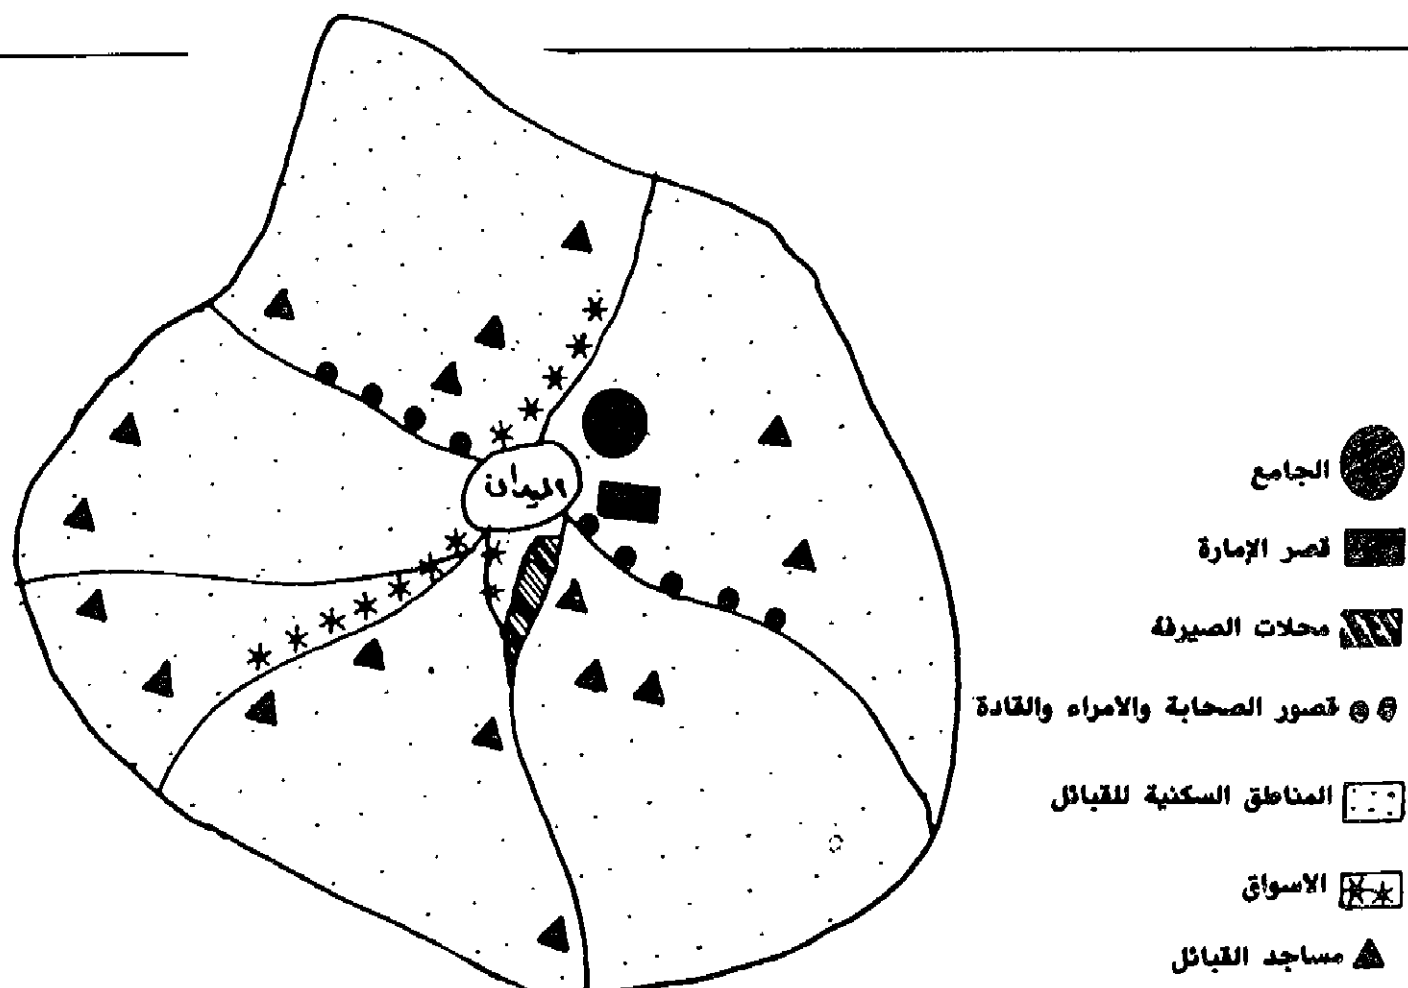 الميدان
الجامع
قصر الإمارة
محلات الصيرفة
قصور الصحابة والامراء والقادة
المناطق السكنية للقبائل
الاسواق
مساجد القبائل